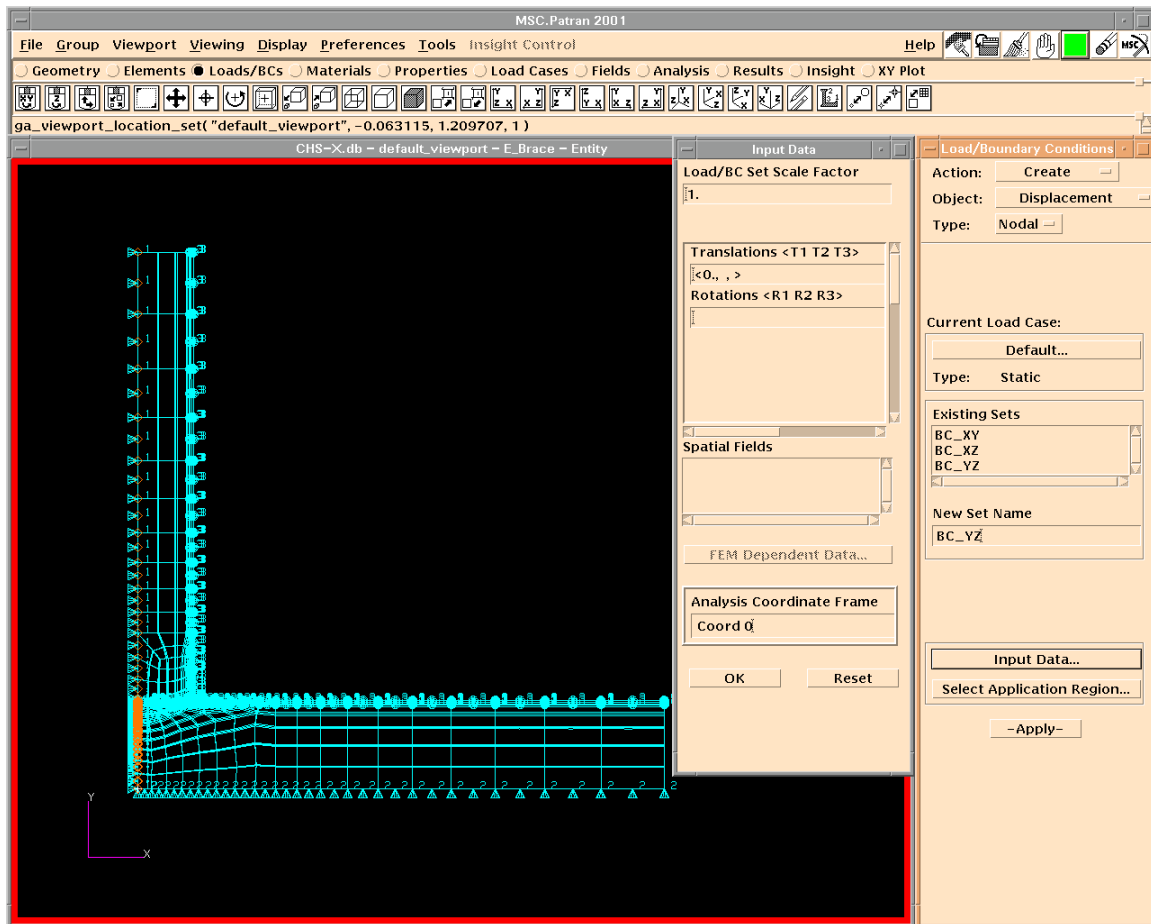 MSC.Patran 2001
File Group Viewport Viewing Display Preferences Tools Insight Control Help
Geometry Elements Loads/BCs Materials Properties Load Cases Fields Analysis Results Insight XY Plot
ga_viewport_location_set( "default_viewport", -0.063115, 1.209707, 1 )
CHS-X.db - default_viewport - E_Brace - Entity
Y
X
Input Data
Load/BC Set Scale Factor
1.
Translations <T1 T2 T3>
<0., , >
Rotations <R1 R2 R3>
Spatial Fields
FEM Dependent Data...
Analysis Coordinate Frame
Coord 0
OK Reset
Load/Boundary Conditions
Action: Create
Object: Displacement
Type: Nodal
Current Load Case:
Default...
Type: Static
Existing Sets
BC_XY
BC_XZ
BC_YZ
New Set Name
BC_YZ
Input Data...
Select Application Region...
-Apply-